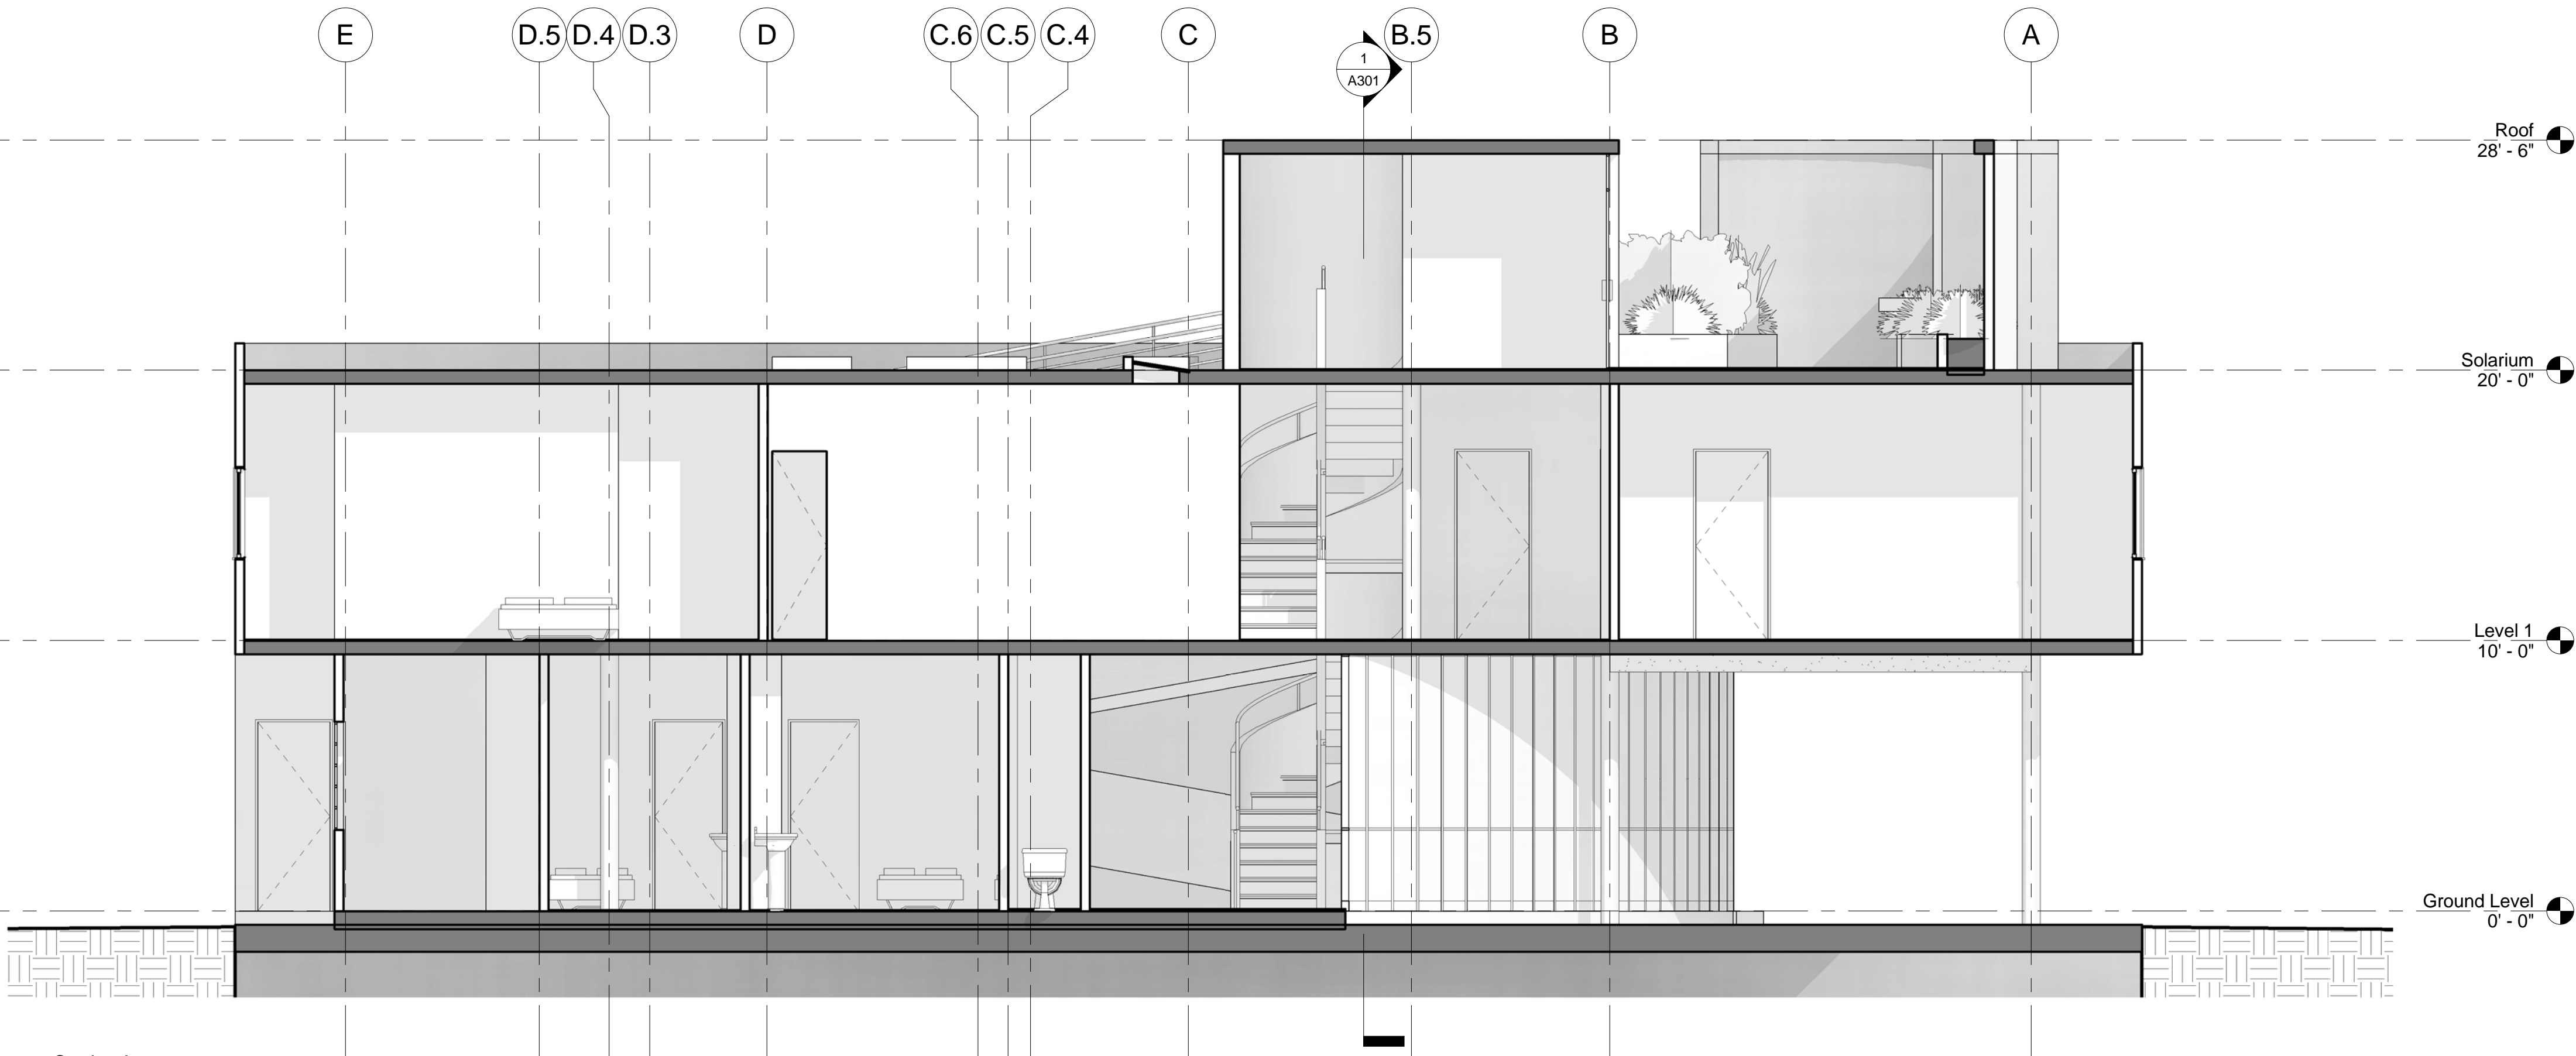 E
D.5
D.4
D.3
D
C.6
C.5
C.4
C
1
A301
B.5
B
A
Roof
28' - 6"
Solarium
20' - 0"
Level 1
10' - 0"
Ground Level
0' - 0"